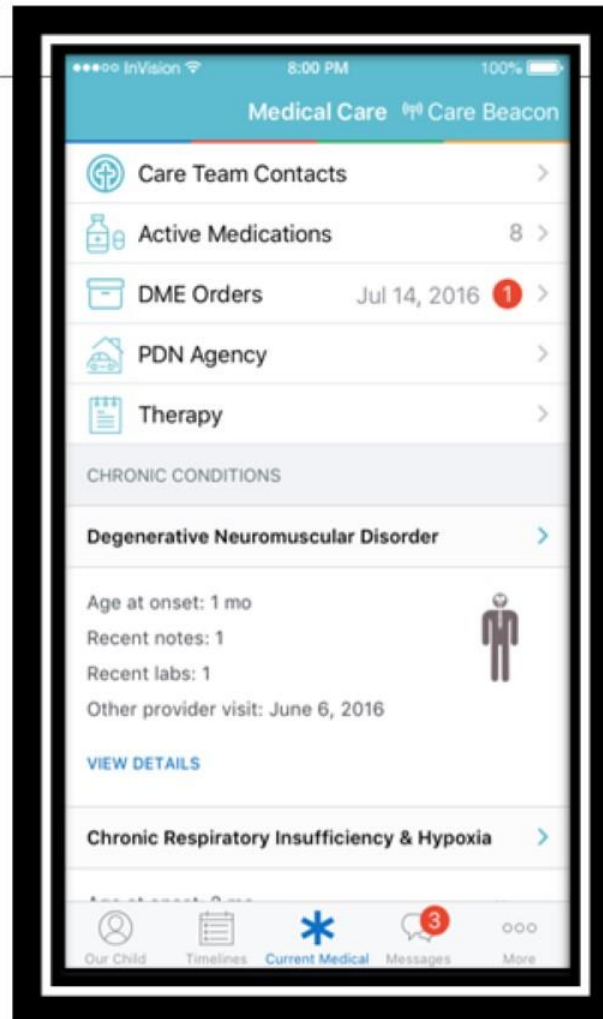 InVision 8:00 PM 100%
Medical Care Care Beacon
Care Team Contacts
Active Medications 8
DME Orders Jul 14, 2016 1
PDN Agency
Therapy
CHRONIC CONDITIONS
Degenerative Neuromuscular Disorder
Age at onset: 1 mo
Recent notes: 1
Recent labs: 1
Other provider visit: June 6, 2016
VIEW DETAILS
Chronic Respiratory Insufficiency & Hypoxia
Age at onset:
3
Our Child Timelines Current Medical Messages More